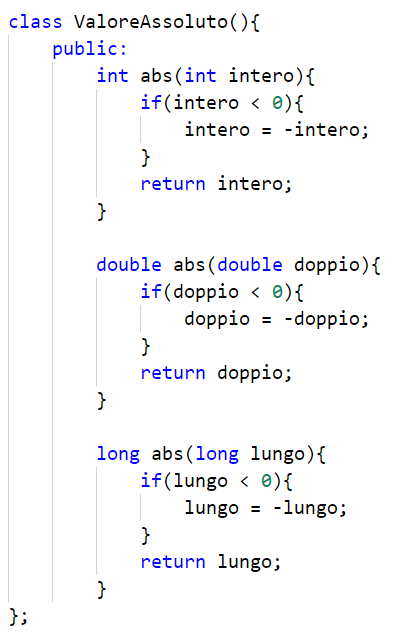 class ValoreAssoluto(){
    public:
        int abs(int intero){
            if(intero < 0){
                intero = -intero;
            }
            return intero;
        }

        double abs(double doppio){
            if(doppio < 0){
                doppio = -doppio;
            }
            return doppio;
        }

        long abs(long lungo){
            if(lungo < 0){
                lungo = -lungo;
            }
            return lungo;
        }
};